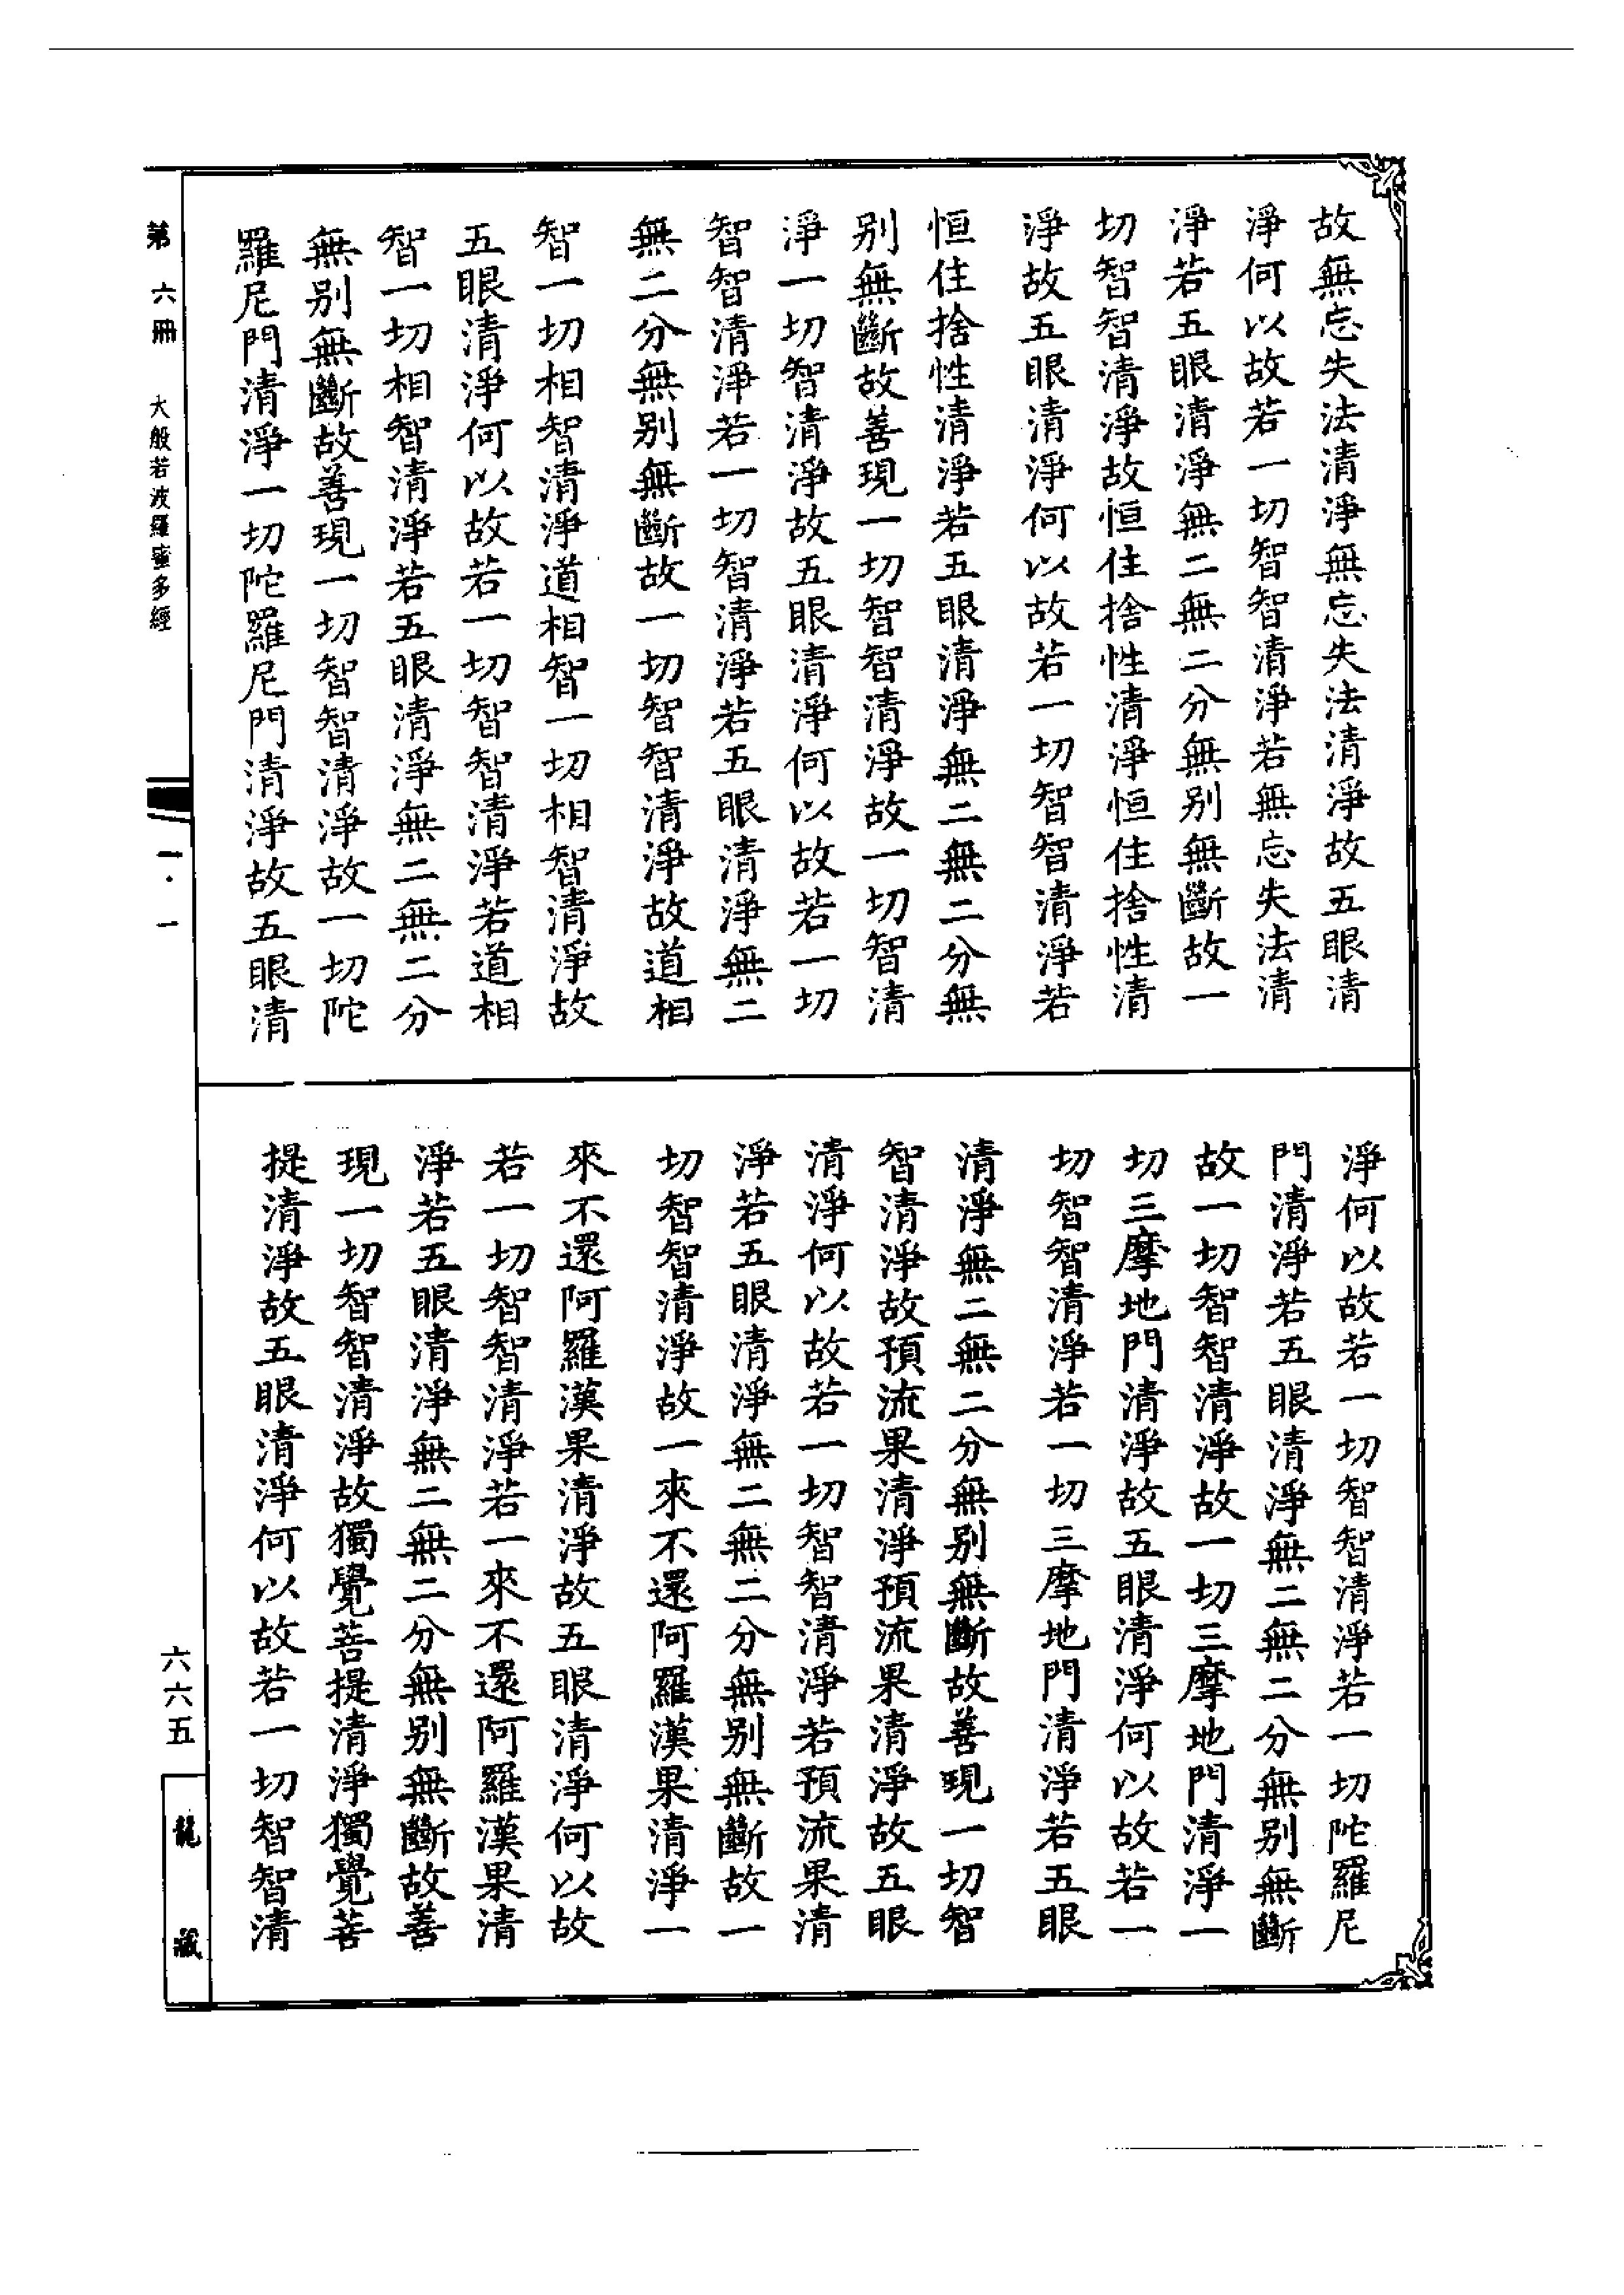 故無忘失法清淨無忘失法清淨故五眼清
淨何以故若一切智智清淨若無忘失法清
淨若五眼清淨無二無二分無别無斷故一
切智智清淨故恒住捨性清淨恒住捨性清
淨故五眼清淨何以故若一切智智清淨若
恒住捨性清淨若五眼清淨無二無二分無
别無斷故善現一切智智清淨故一切智清
淨一切智清淨故五眼清淨何以故若一切
智智清淨若一切智清淨若五眼清淨無二
無二分無别無斷故一切智智清淨故道相
智一切相智清淨道相智一切相智清淨故
五眼清淨何以故若一切智智清淨若道相
智一切相智清淨若五眼清淨無二無二分
無别無斷故善現一切智智清淨故一切陀
羅尼門清淨一切陀羅尼門清淨故五眼清
淨何以故若一切智智清淨若一切陀羅尼
門清淨若五眼清淨無二無二分無别無斷
故一切智智清淨故一切三摩地門清淨一
切三摩地門清淨故五眼清淨何以故若一
切智智清淨若一切三摩地門清淨若五眼
清淨無二無二分無别無斷故善現一切智
智清淨故預流果清淨預流果清淨故五眼
清淨何以故若一切智智清淨若預流果清
淨若五眼清淨無二無二分無别無斷故一
切智智清淨故一來不還阿羅漢果清淨一
來不還阿羅漢果清淨故五眼清淨何以故
若一切智智清淨若一來不還阿羅漢果清
淨若五眼清淨無二無二分無别無斷故善
現一切智智清淨故獨覺菩提清淨獨覺菩
提清淨故五眼清淨何以故若一切智智清
第六冊 大般若波羅蜜多經 一·一 六六五 龍藏